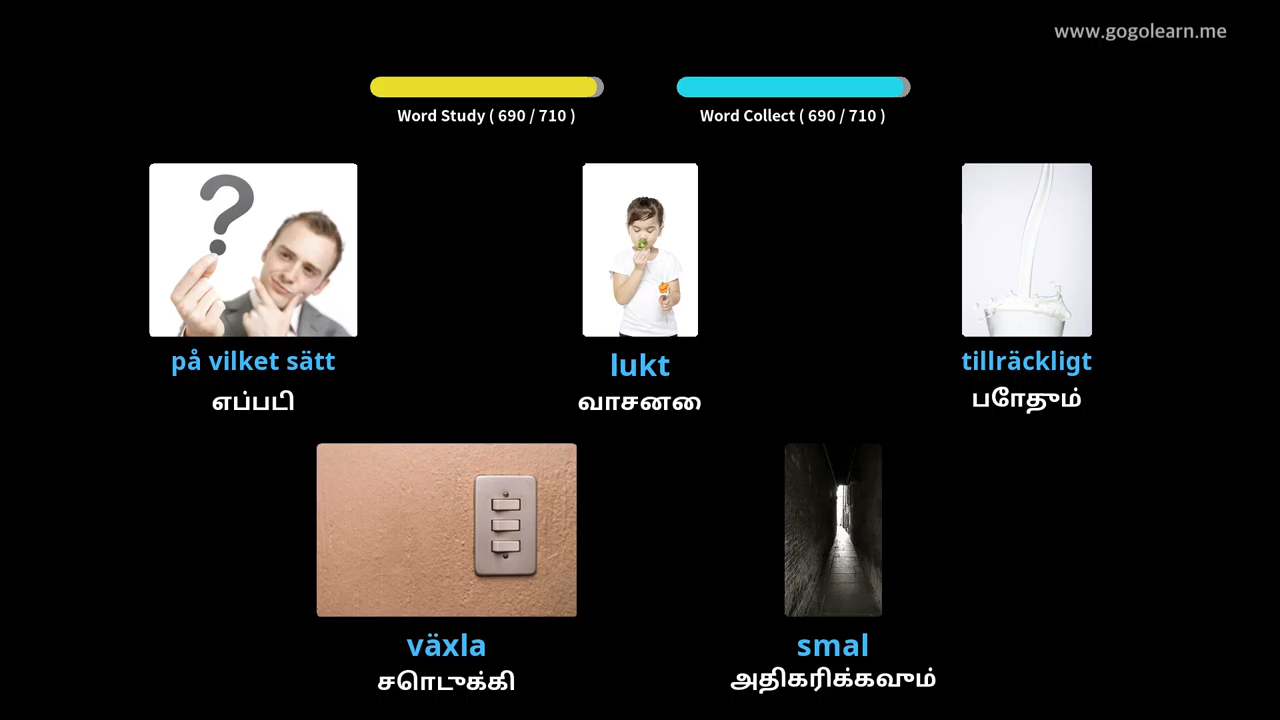 www.gogolearn.me
Word Study ( 690 / 710 )
Word Collect ( 690 / 710 )
på vilket sätt
எப்படி
lukt
வாசனை
tillräckligt
போதும்
växla
சொடுக்கி
smal
அதிகரிக்கவும்